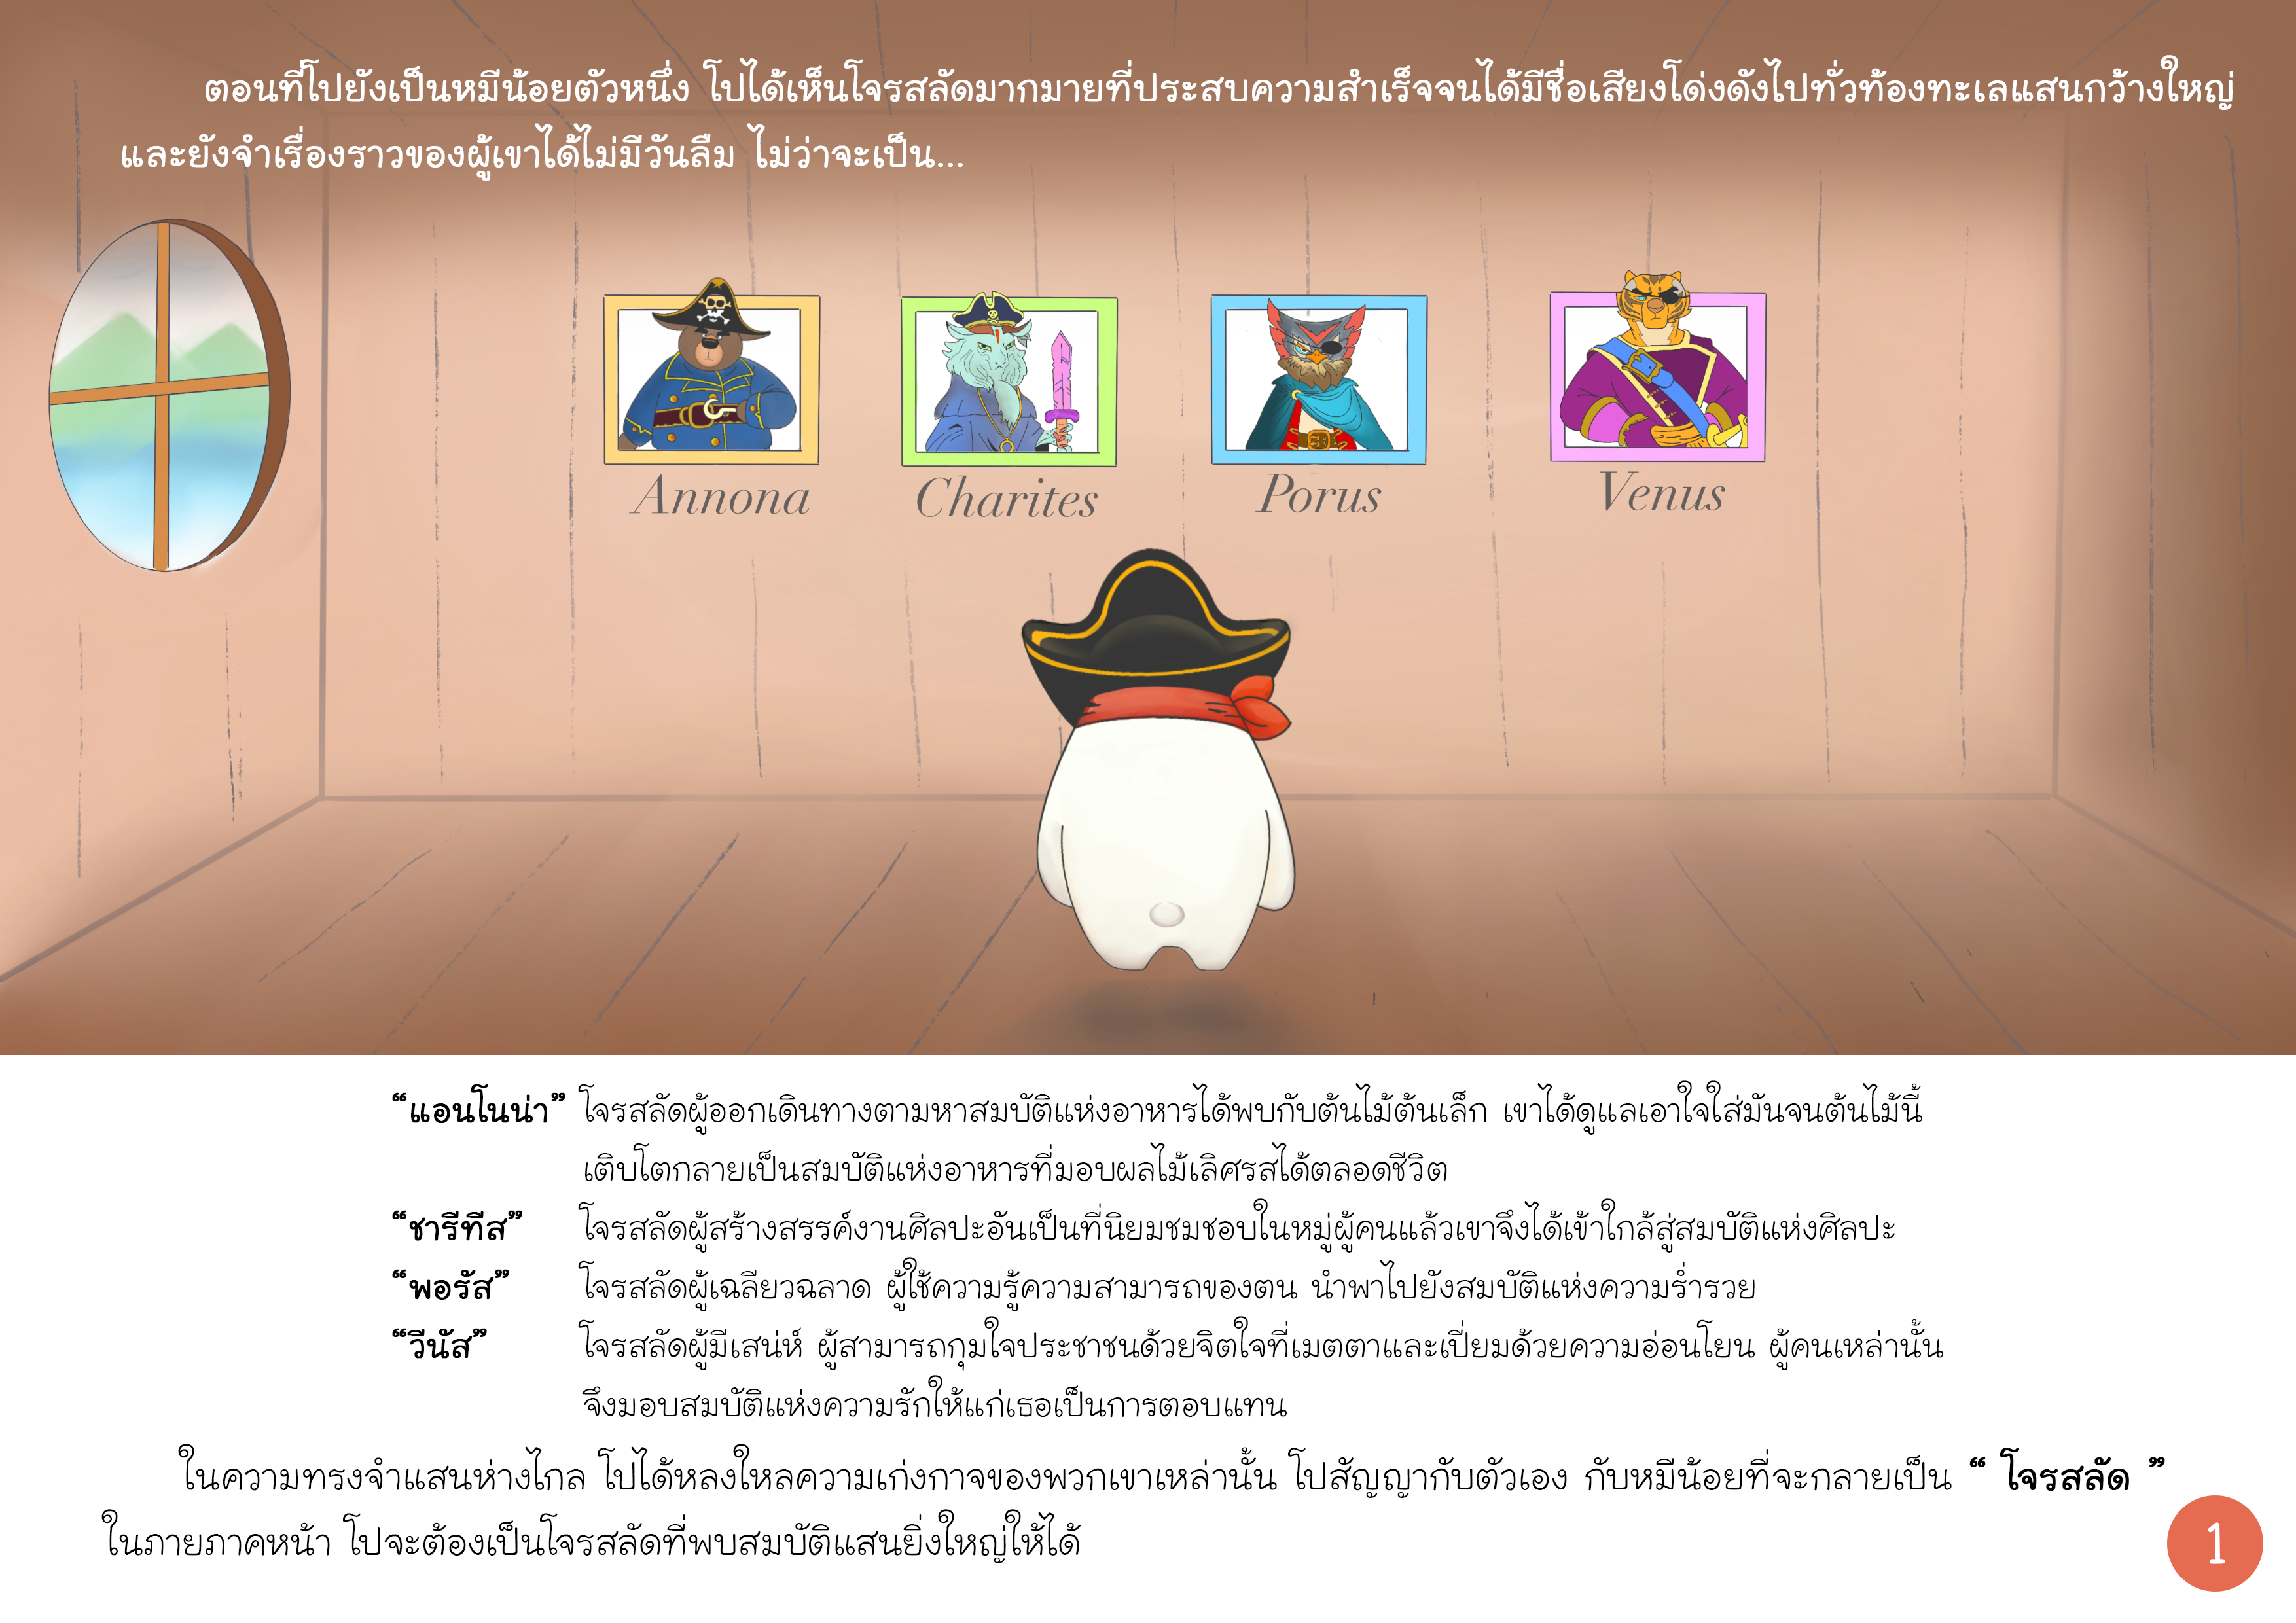 ตอนที่โปยังเป็นหมีน้อยตัวหนึ่ง โปได้เห็นโจรสลัดมากมายที่ประสบความสำเร็จจนได้มีชื่อเสียงโด่งดังไปทั่วท้องทะเลแสนกว้างใหญ่
และยังจำเรื่องราวของผู้เขาได้ไม่มีวันลืม ไม่ว่าจะเป็น...
Annona Charites Porus Venus
“แอนโนน่า” โจรสลัดผู้ออกเดินทางตามหาสมบัติแห่งอาหารได้พบกับต้นไม้ต้นเล็ก เขาได้ดูแลเอาใจใส่มันจนต้นไม้นี้
เติบโตกลายเป็นสมบัติแห่งอาหารที่มอบผลไม้เลิศรสได้ตลอดชีวิต
“ชารีทีส” โจรสลัดผู้สร้างสรรค์งานศิลปะอันเป็นที่นิยมชมชอบในหมู่ผู้คนแล้วเขาจึงได้เข้าใกล้สู่สมบัติแห่งศิลปะ
“พอรัส” โจรสลัดผู้เฉลียวฉลาด ผู้ใช้ความรู้ความสามารถของตน นำพาไปยังสมบัติแห่งความร่ำรวย
“วีนัส” โจรสลัดผู้มีเสน่ห์ ผู้สามารถกุมใจประชาชนด้วยจิตใจที่เมตตาและเปี่ยมด้วยความอ่อนโยน ผู้คนเหล่านั้น
จึงมอบสมบัติแห่งความรักให้แก่เธอเป็นการตอบแทน
ในความทรงจำแสนห่างไกล โปได้หลงใหลความเก่งกาจของพวกเขาเหล่านั้น โปสัญญากับตัวเอง กับหมีน้อยที่จะกลายเป็น “ โจรสลัด ”
ในภายภาคหน้า โปจะต้องเป็นโจรสลัดที่พบสมบัติแสนยิ่งใหญ่ให้ได้
1